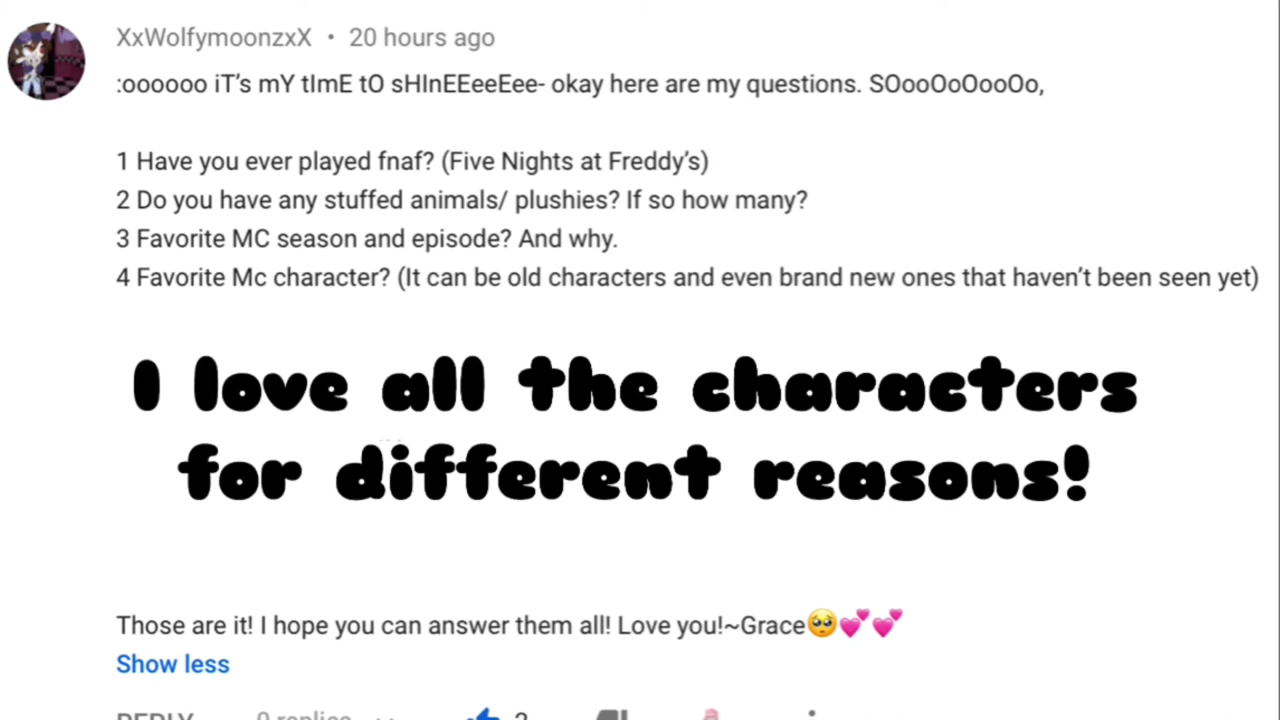 XxWolfymoonzxX • 20 hours ago
:oooooo iT's mY tImE tO sHInEEeeEee- okay here are my questions. SOooOoOooOo,
1 Have you ever played fnaf? (Five Nights at Freddy's)
2 Do you have any stuffed animals/ plushies? If so how many?
3 Favorite MC season and episode? And why.
4 Favorite Mc character? (It can be old characters and even brand new ones that haven't been seen yet)
I love all the characters
for different reasons!
Those are it! I hope you can answer them all! Love you!~Grace🥺💕💕
Show less
REPLY 0 replies 2